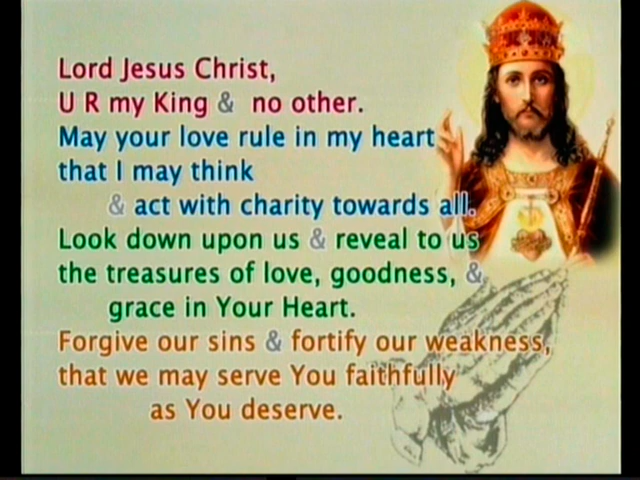 Lord Jesus Christ,
U R my King & no other.
May your love rule in my heart
that I may think
& act with charity towards all.
Look down upon us & reveal to us
the treasures of love, goodness, &
grace in Your Heart.
Forgive our sins & fortify our weakness,
that we may serve You faithfully
as You deserve.